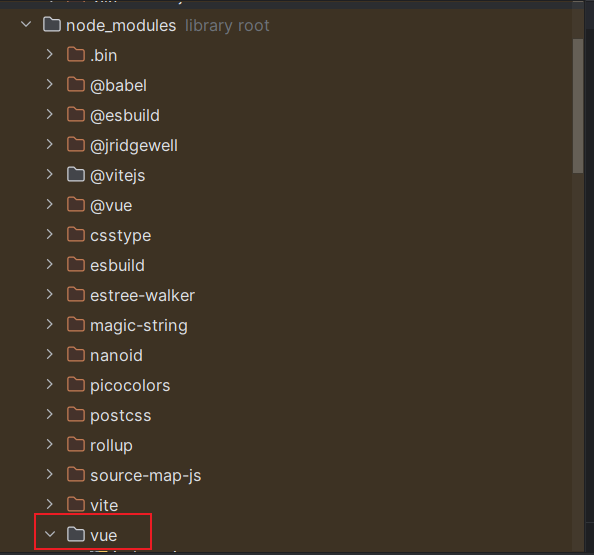 node_modules library root
.bin
@babel
@esbuild
@jridgewell
@vitejs
@vue
csstype
esbuild
estree-walker
magic-string
nanoid
picocolors
postcss
rollup
source-map-js
vite
vue